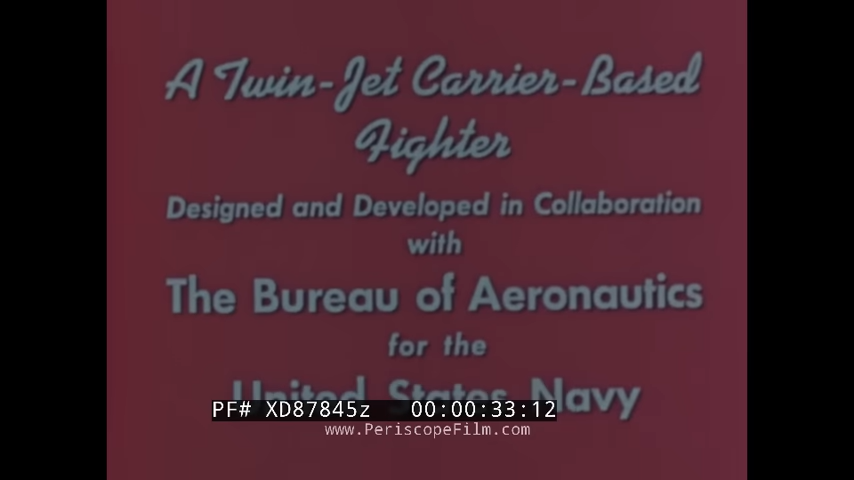 A Twin-Jet Carrier-Based
Fighter
Designed and Developed in Collaboration
with
The Bureau of Aeronautics
for the
United States Navy
PF# XD87845z 00:00:33:12
www.PeriscopeFilm.com